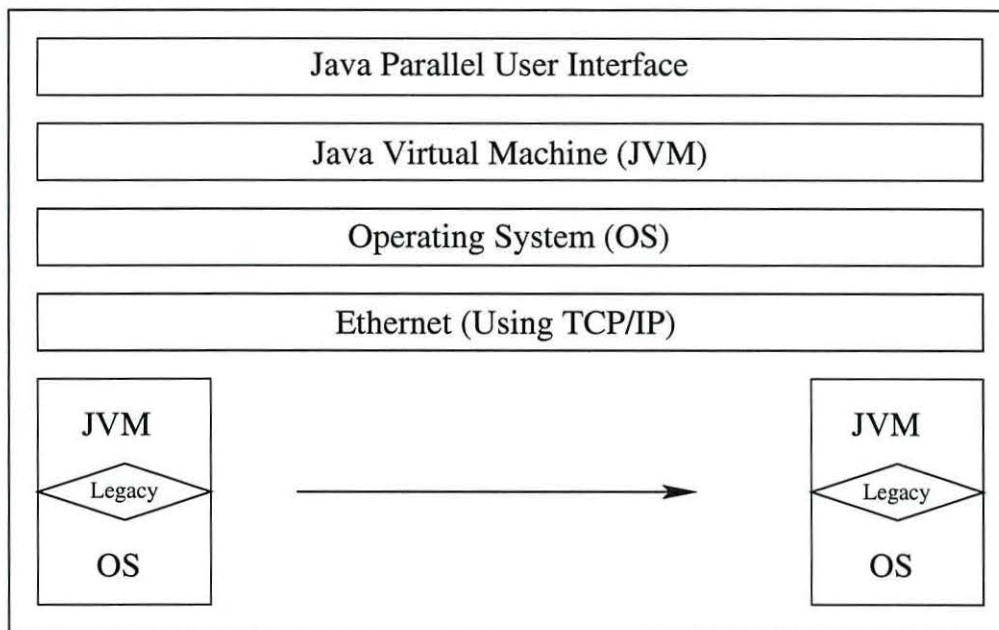 Java Parallel User Interface
Java Virtual Machine (JVM)
Operating System (OS)
Ethernet (Using TCP/IP)
JVM
Legacy
OS
JVM
Legacy
OS